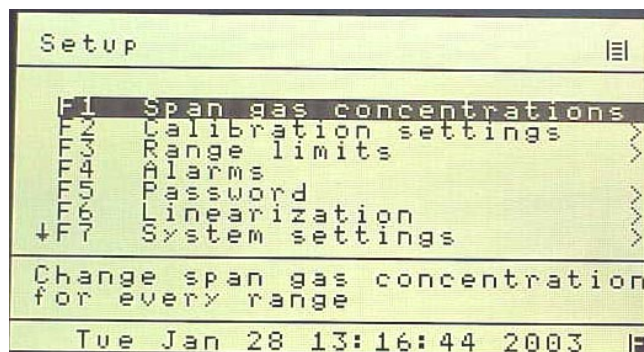 Setup
F1 Span gas concentrations
F2 Calibration settings >
F3 Range limits >
F4 Alarms
F5 Password >
F6 Linearization >
↓F7 System settings >
Change span gas concentration
for every range
Tue Jan 28 13:16:44 2003